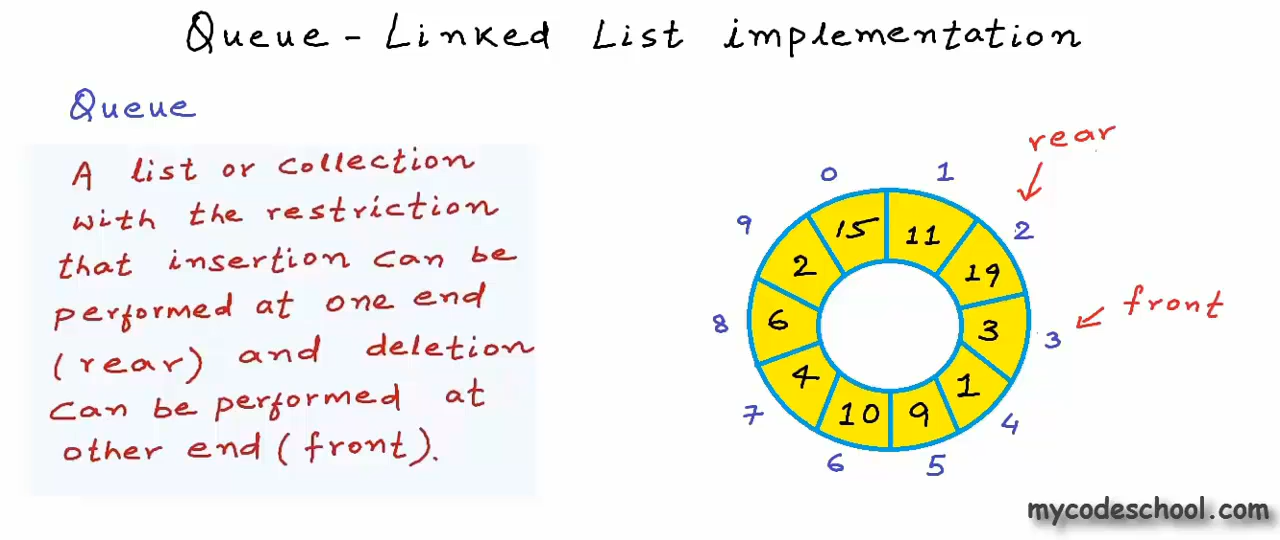 Queue - Linked List implementation
Queue
A list or collection
with the restriction
that insertion can be
performed at one end
(rear) and deletion
can be performed at
other end (front).
rear
0 1
9 2
15 11
2 19
front
8 6 3 3
4 1
7 10 9 4
6 5
mycodeschool.com